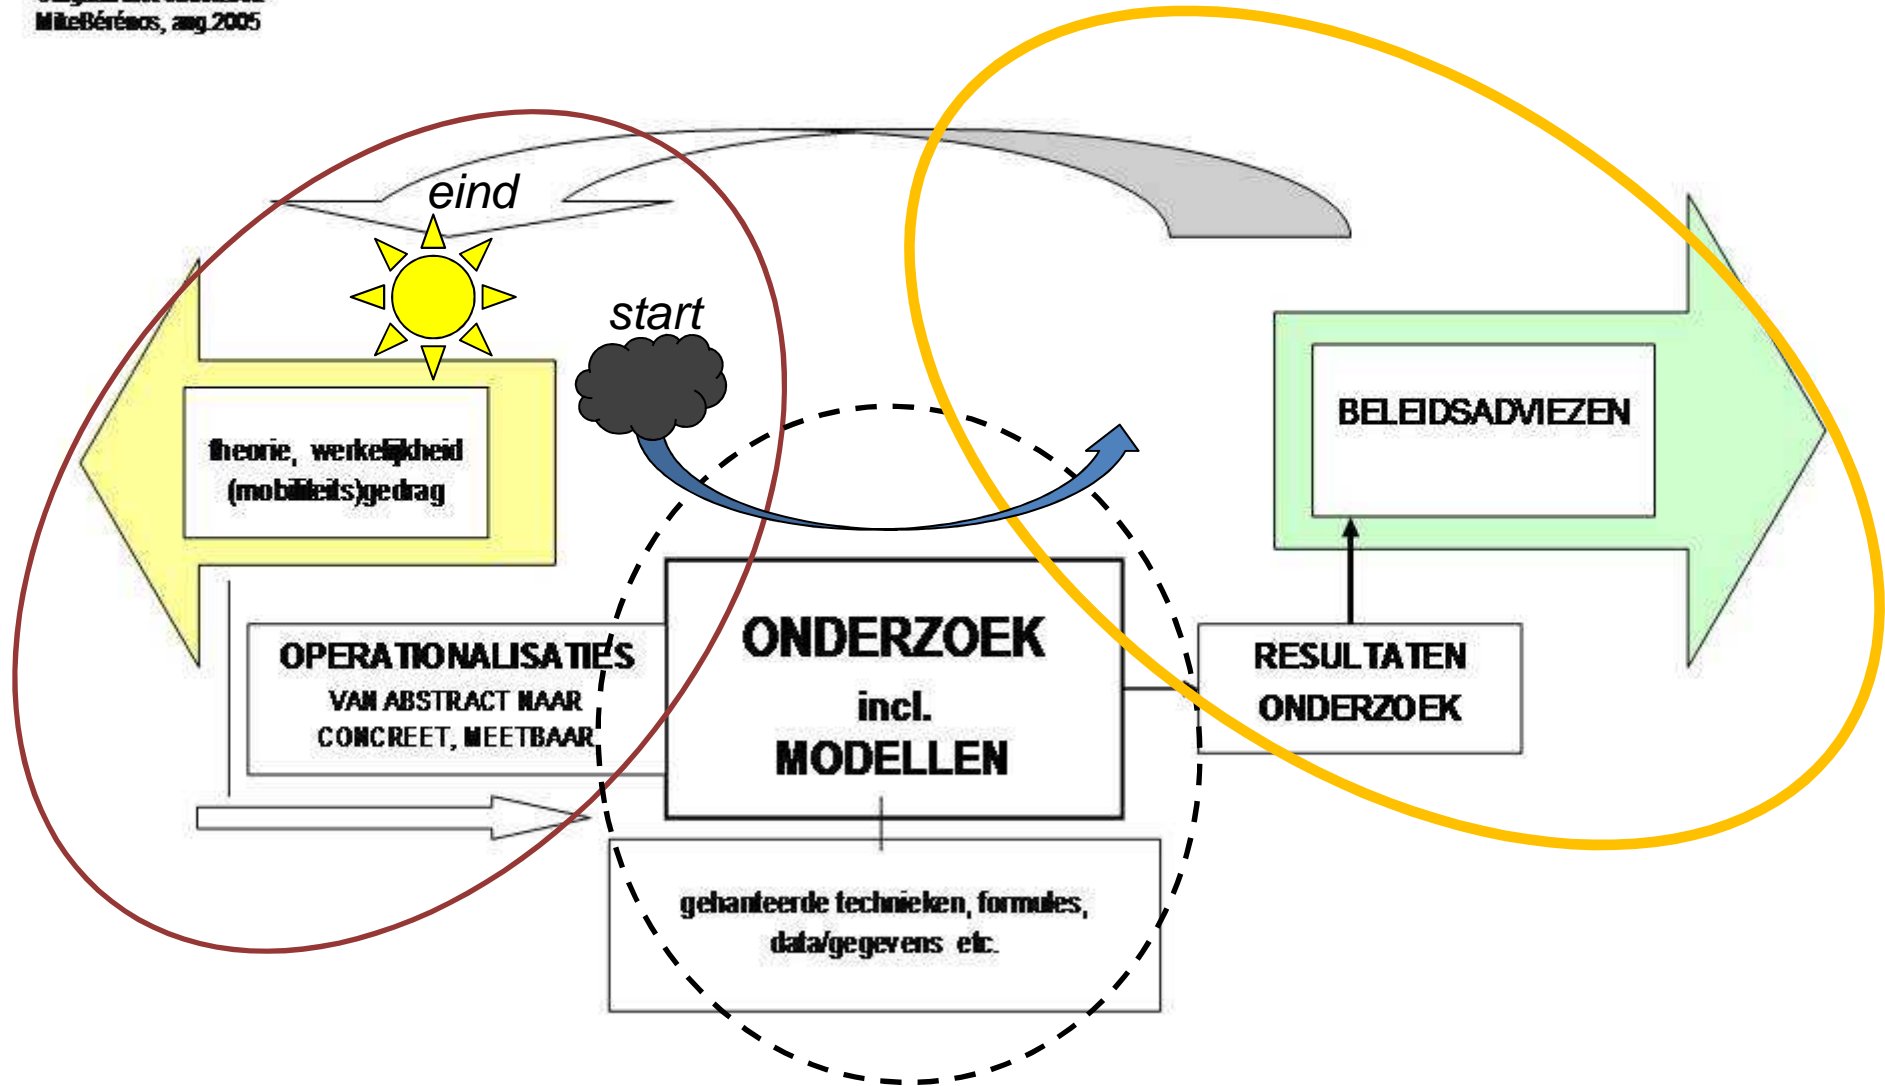 MikeBérénos, aug.2005
eind
start
theorie, werkelijkheid
(mobiliteits)gedrag
BELEIDSADVIEZEN
OPERATIONALISATIES
VAN ABSTRACT NAAR
CONCREET, MEETBAAR
ONDERZOEK
incl.
MODELLEN
RESULTATEN
ONDERZOEK
gehanteerde technieken, formules,
data/gegevens etc.